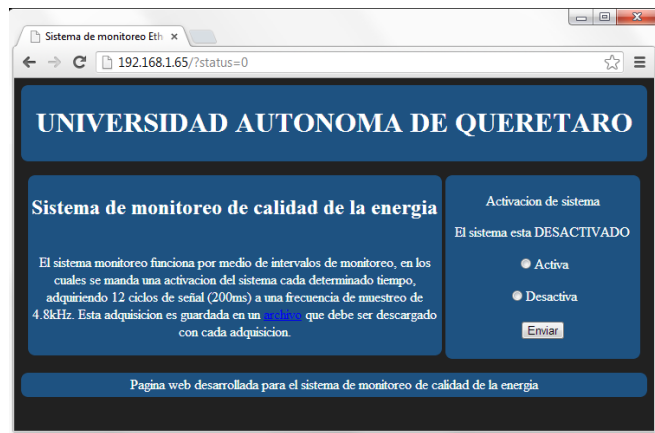 Sistema de monitoreo Eth
192.168.1.65/?status=0
UNIVERSIDAD AUTONOMA DE QUERETARO
Sistema de monitoreo de calidad de la energia
El sistema monitoreo funciona por medio de intervalos de monitoreo, en los
cuales se manda una activacion del sistema cada determinado tiempo,
adquiriendo 12 ciclos de señal (200ms) a una frecuencia de muestreo de
4.8kHz. Esta adquisicion es guardada en un archivo que debe ser descargado
con cada adquisicion.
Activacion de sistema
El sistema esta DESACTIVADO
Activa
Desactiva
Enviar
Pagina web desarrollada para el sistema de monitoreo de calidad de la energia